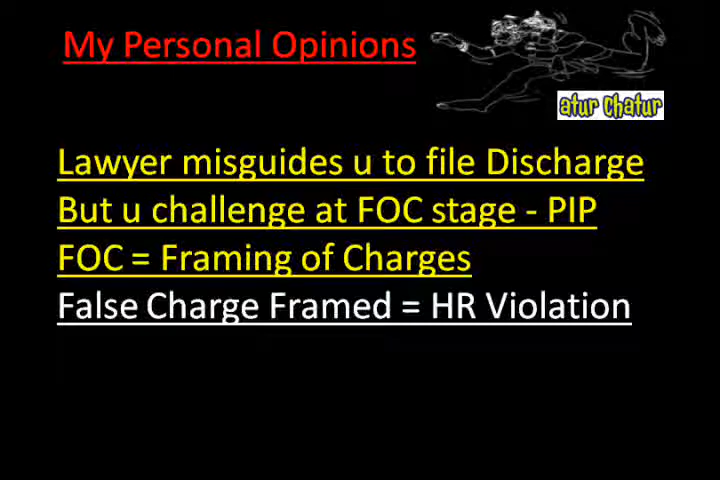 My Personal Opinions
atur chatur
Lawyer misguides u to file Discharge
But u challenge at FOC stage - PIP
FOC = Framing of Charges
False Charge Framed = HR Violation